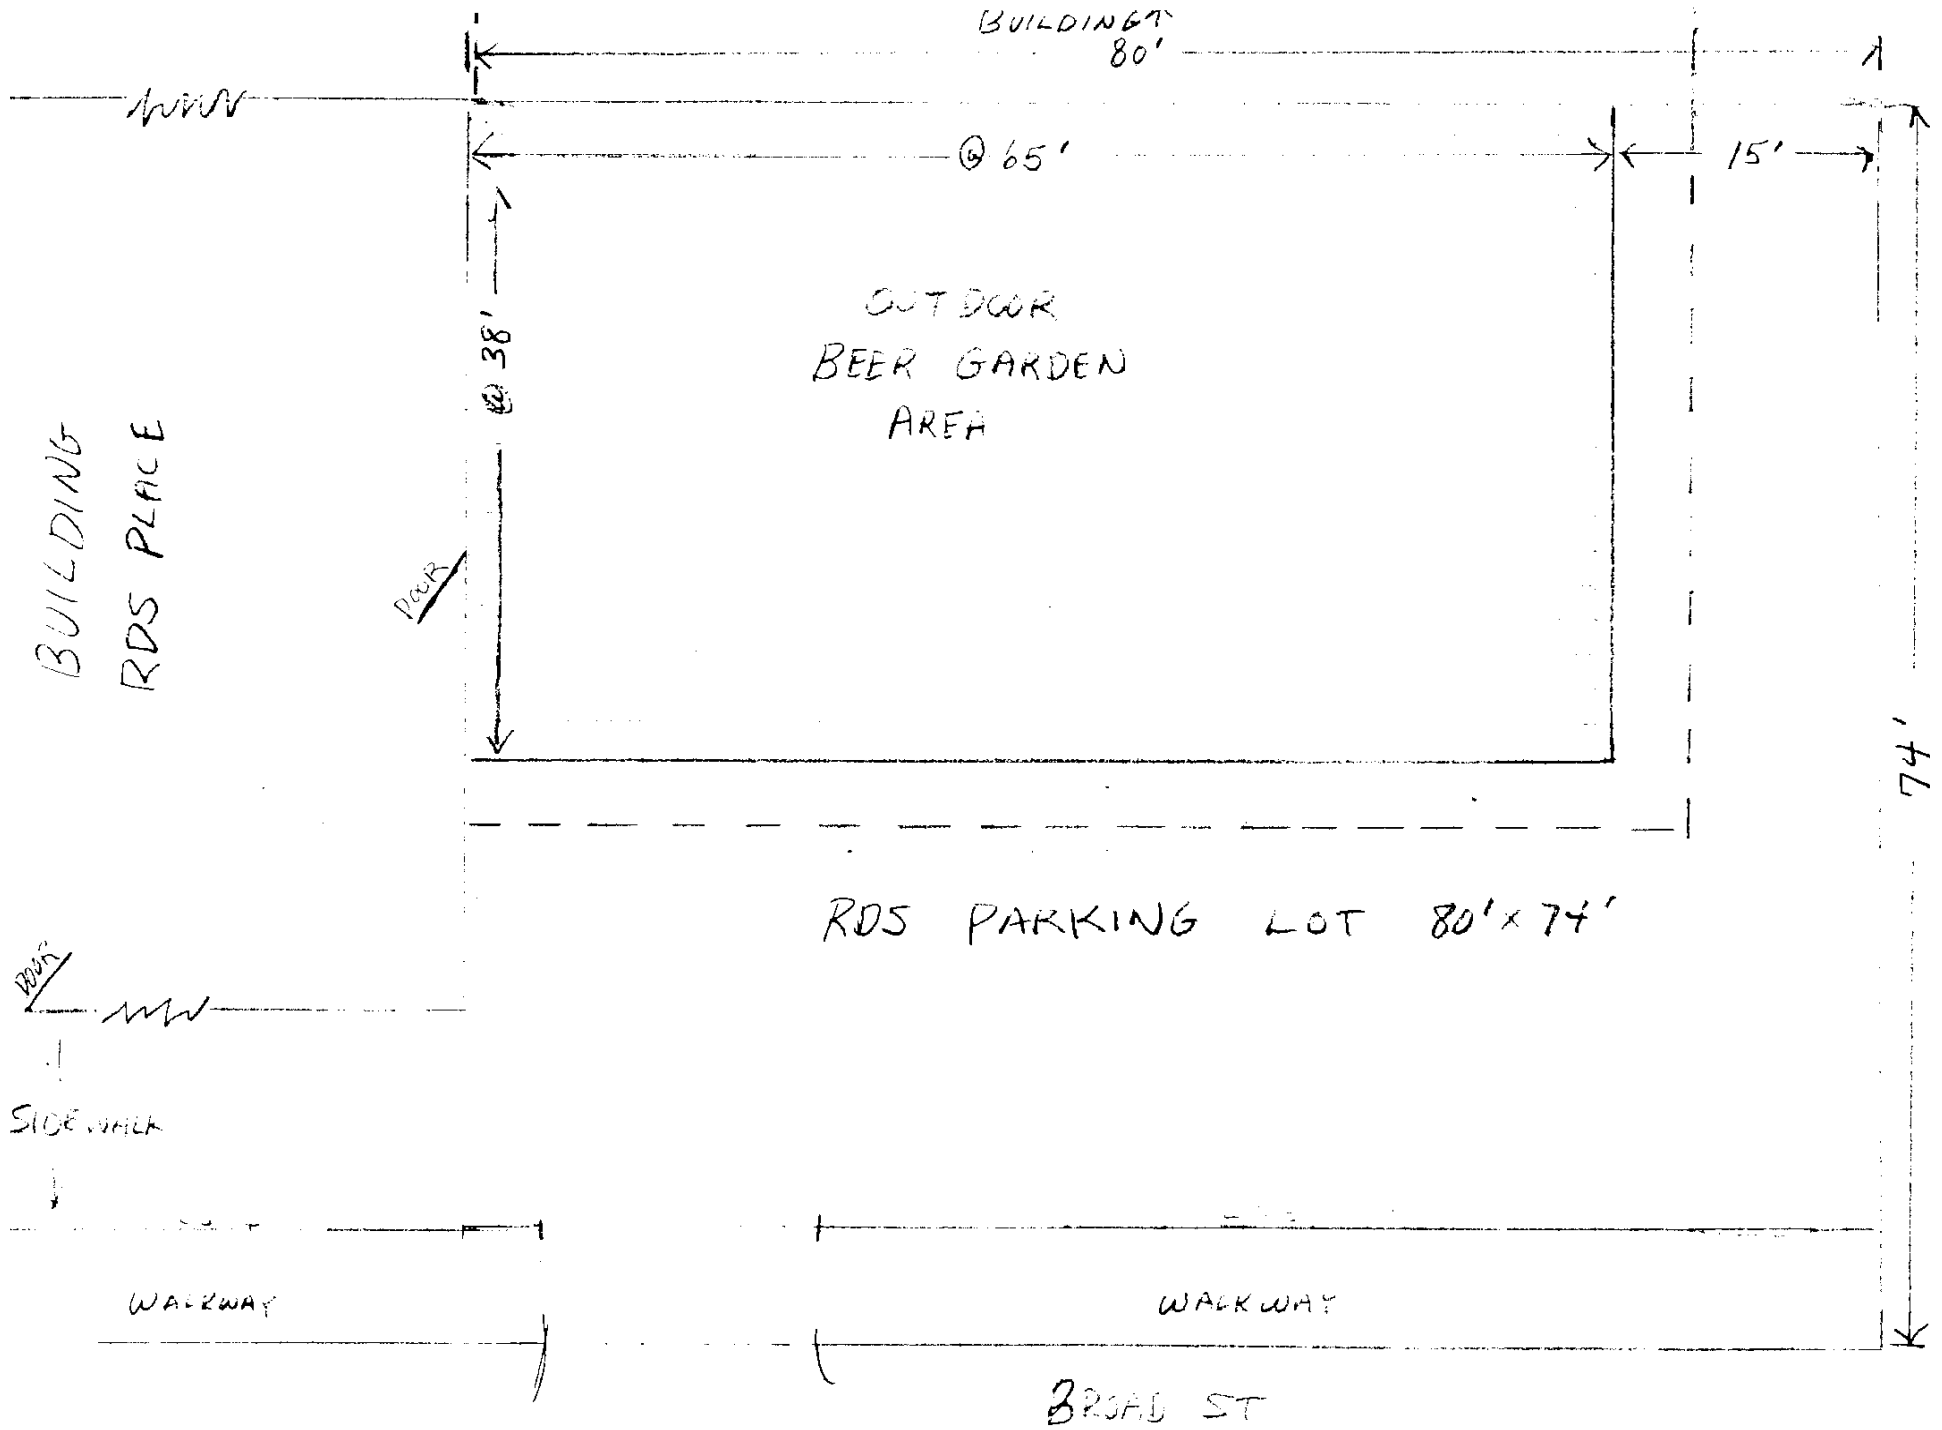 BUILDING↑
80'
@ 65'
15'
@ 38'
OUTDOOR
BEER GARDEN
AREA
BUILDING
RDS PLACE
DOOR
74'
RDS PARKING LOT 80' x 74'
DOOR
SIDEWALK
WALKWAY
WALKWAY
BROAD ST